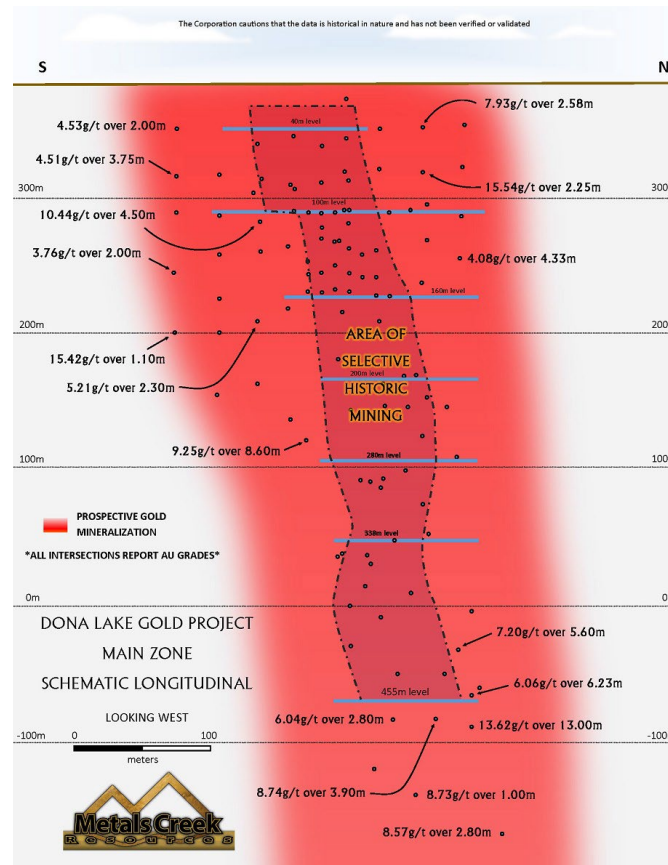 The Corporation cautions that the data is historical in nature and has not been verified or validated
S
N
7.93g/t over 2.58m
4.53g/t over 2.00m
40m level
4.51g/t over 3.75m
15.54g/t over 2.25m
300m
300
100m level
10.44g/t over 4.50m
3.76g/t over 2.00m
4.08g/t over 4.33m
160m level
200m
200
AREA OF
SELECTIVE
HISTORIC
MINING
15.42g/t over 1.10m
200m level
5.21g/t over 2.30m
9.25g/t over 8.60m
280m level
100m
100
PROSPECTIVE GOLD
MINERALIZATION
338m level
*ALL INTERSECTIONS REPORT AU GRADES*
0m
0
DONA LAKE GOLD PROJECT
MAIN ZONE
SCHEMATIC LONGITUDINAL
7.20g/t over 5.60m
6.06g/t over 6.23m
455m level
LOOKING WEST
6.04g/t over 2.80m
13.62g/t over 13.00m
0
100
meters
-100m
-100
8.74g/t over 3.90m
8.73g/t over 1.00m
8.57g/t over 2.80m
Metals Creek
Resources